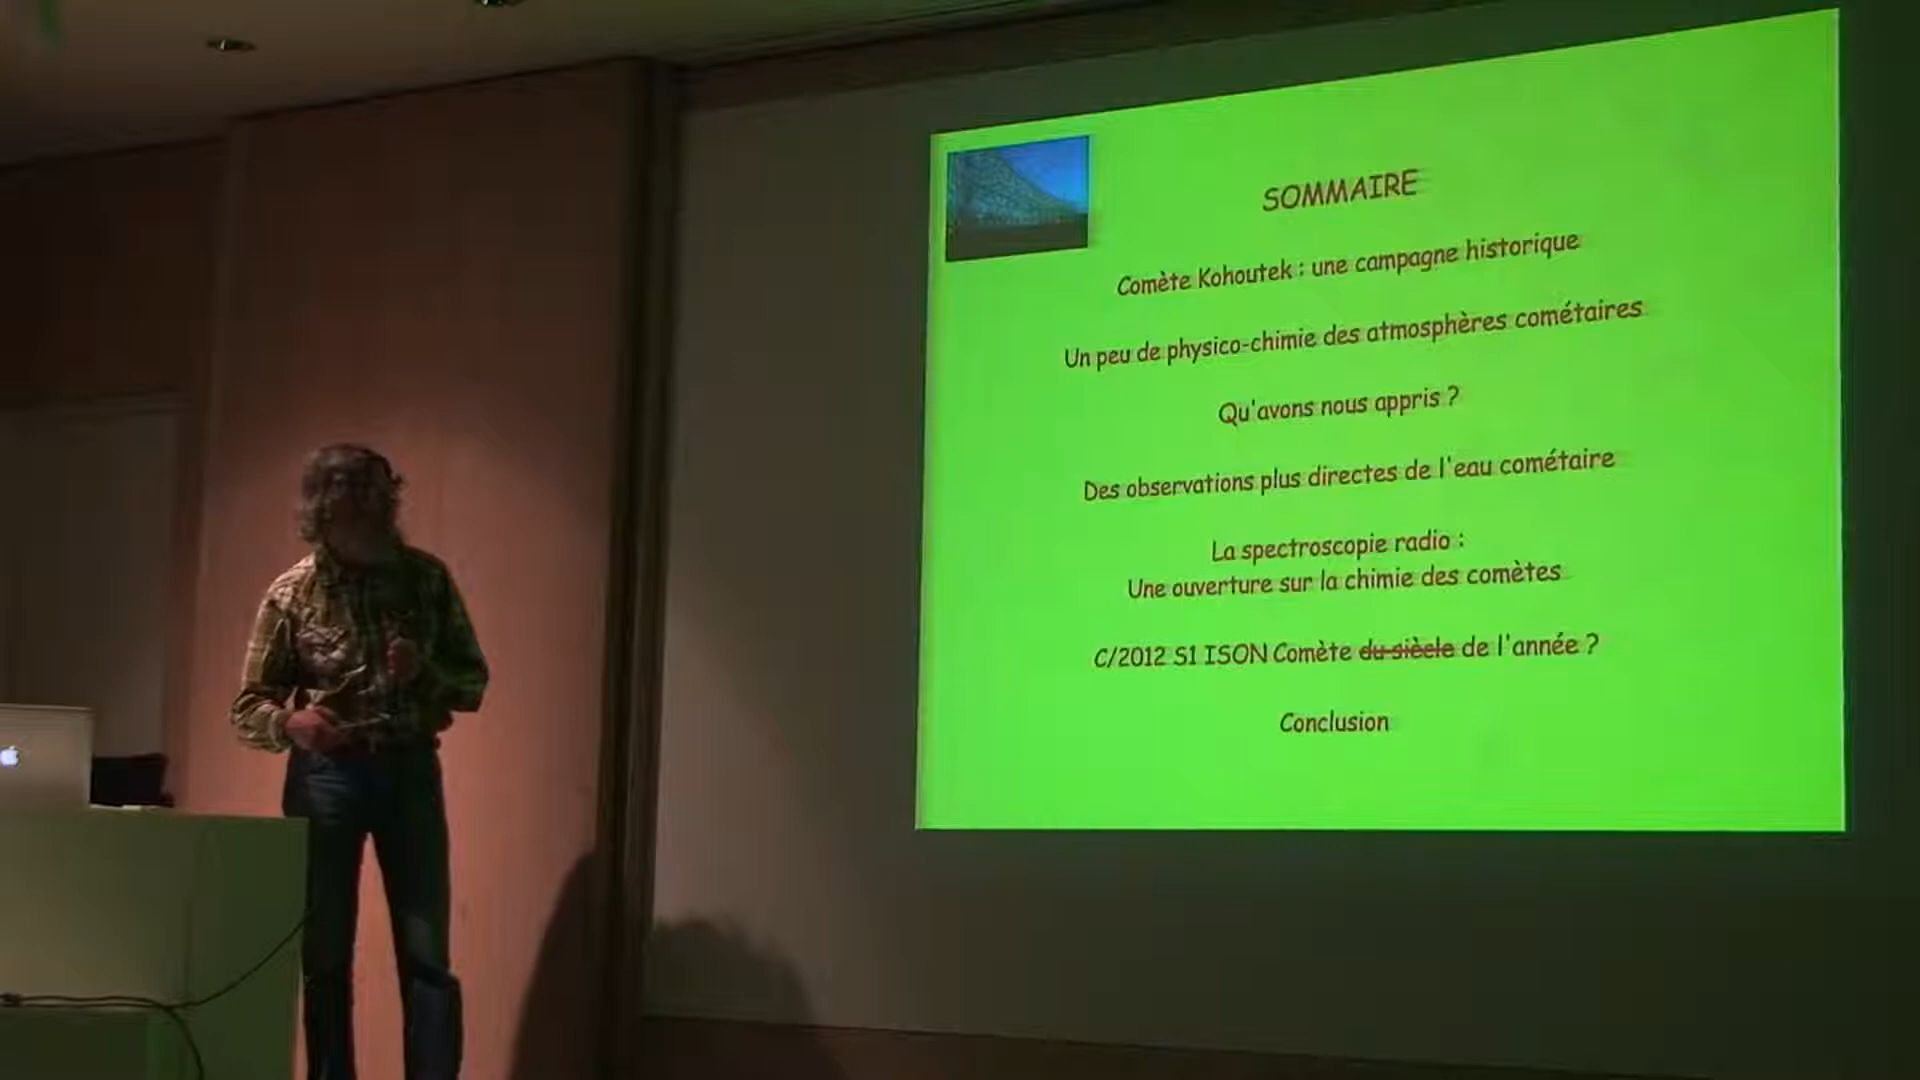 SOMMAIRE
Comète Kohoutek : une campagne historique
Un peu de physico-chimie des atmosphères cométaires
Qu'avons nous appris ?
Des observations plus directes de l'eau cométaire
La spectroscopie radio :
Une ouverture sur la chimie des comètes
C/2012 S1 ISON Comète du siècle de l'année ?
Conclusion